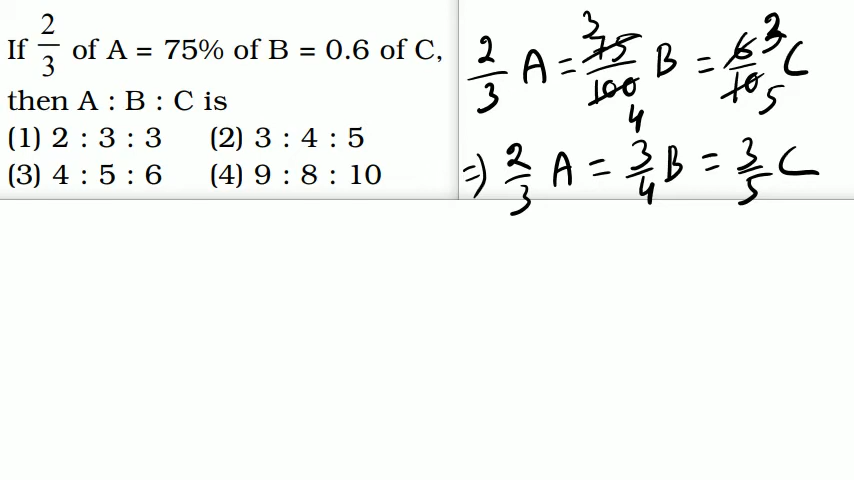 If 2/3 of A = 75% of B = 0.6 of C,
then A : B : C is
(1) 2 : 3 : 3 (2) 3 : 4 : 5
(3) 4 : 5 : 6 (4) 9 : 8 : 10
2/3 A = 3 75/100 4 B = 6 3/10 5 C
=) 2/3 A = 3/4 B = 3/5 C